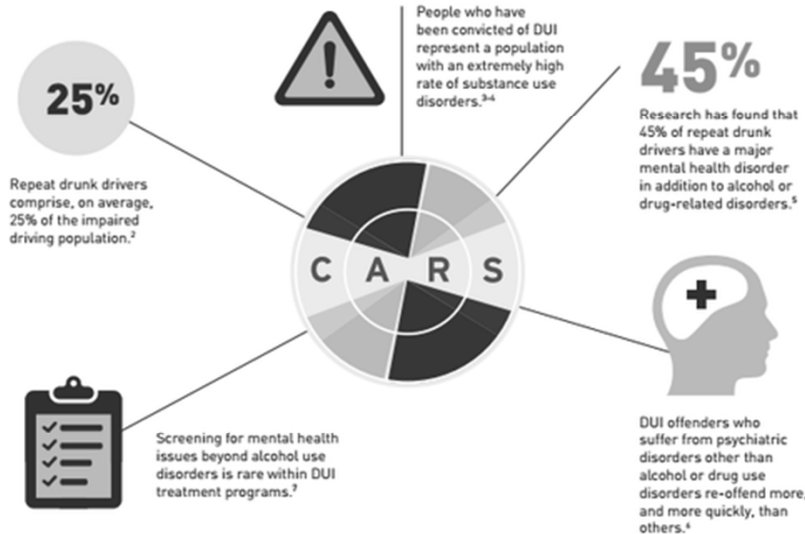 25%
Repeat drunk drivers
comprise, on average,
25% of the impaired
driving population.²
People who have
been convicted of DUI
represent a population
with an extremely high
rate of substance use
disorders.³·⁴
45%
Research has found that
45% of repeat drunk
drivers have a major
mental health disorder
in addition to alcohol or
drug-related disorders.⁵
C A R S
Screening for mental health
issues beyond alcohol use
disorders is rare within DUI
treatment programs.⁷
DUI offenders who
suffer from psychiatric
disorders other than
alcohol or drug use
disorders re-offend more,
and more quickly, than
others.⁶